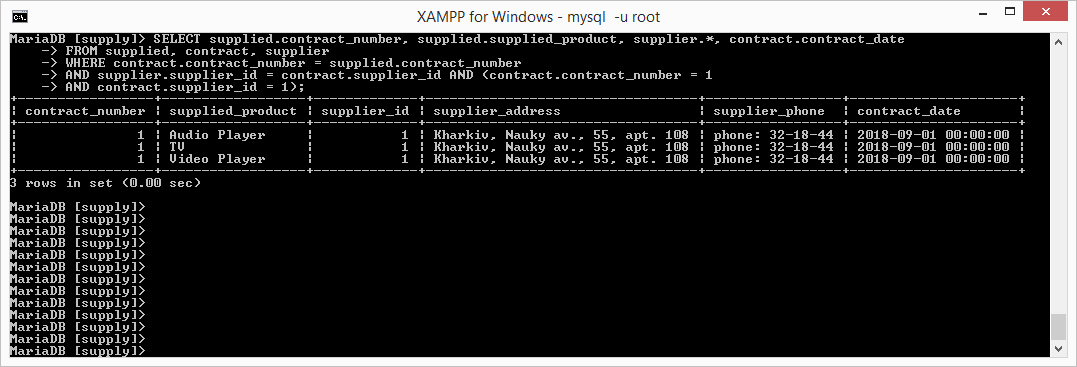 XAMPP for Windows - mysql  -u root
MariaDB [supply]> SELECT supplied.contract_number, supplied.supplied_product, supplier.*, contract.contract_date
    -> FROM supplied, contract, supplier
    -> WHERE contract.contract_number = supplied.contract_number
    -> AND supplier.supplier_id = contract.supplier_id AND (contract.contract_number = 1
    -> AND contract.supplier_id = 1);
+-----------------+------------------+-------------+----------------------------------+-----------------+---------------------+
| contract_number | supplied_product | supplier_id | supplier_address                 | supplier_phone  | contract_date       |
+-----------------+------------------+-------------+----------------------------------+-----------------+---------------------+
|               1 | Audio Player     |           1 | Kharkiv, Nauky av., 55, apt. 108 | phone: 32-18-44 | 2018-09-01 00:00:00 |
|               1 | TV               |           1 | Kharkiv, Nauky av., 55, apt. 108 | phone: 32-18-44 | 2018-09-01 00:00:00 |
|               1 | Video Player     |           1 | Kharkiv, Nauky av., 55, apt. 108 | phone: 32-18-44 | 2018-09-01 00:00:00 |
+-----------------+------------------+-------------+----------------------------------+-----------------+---------------------+
3 rows in set (0.00 sec)
MariaDB [supply]>
MariaDB [supply]>
MariaDB [supply]>
MariaDB [supply]>
MariaDB [supply]>
MariaDB [supply]>
MariaDB [supply]>
MariaDB [supply]>
MariaDB [supply]>
MariaDB [supply]>
MariaDB [supply]>
MariaDB [supply]>
MariaDB [supply]>